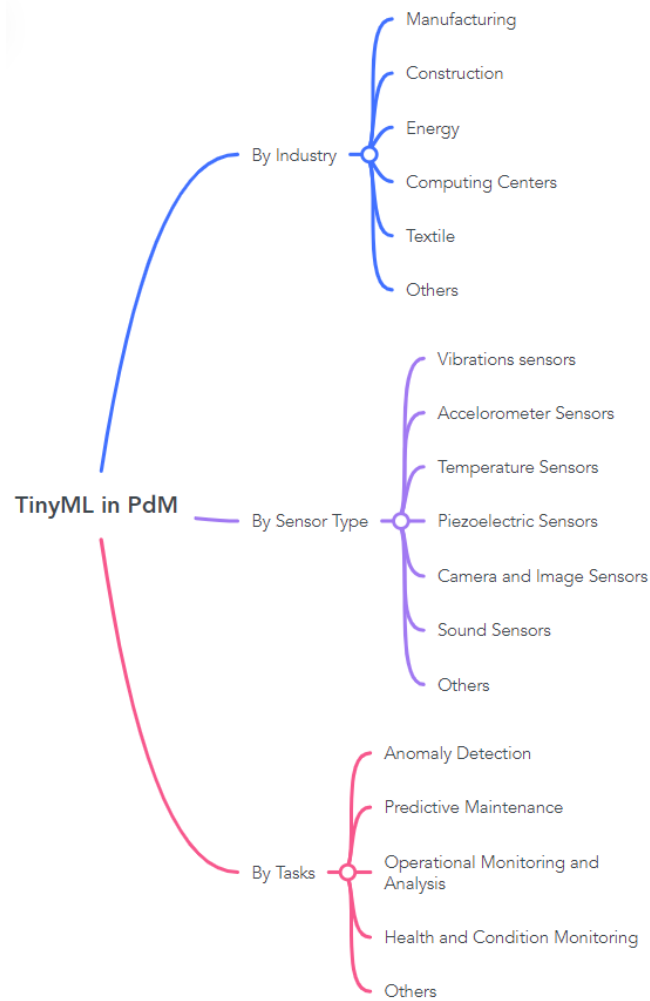 TinyML in PdM
By Industry
Manufacturing
Construction
Energy
Computing Centers
Textile
Others
By Sensor Type
Vibrations sensors
Accelorometer Sensors
Temperature Sensors
Piezoelectric Sensors
Camera and Image Sensors
Sound Sensors
Others
By Tasks
Anomaly Detection
Predictive Maintenance
Operational Monitoring and
Analysis
Health and Condition Monitoring
Others